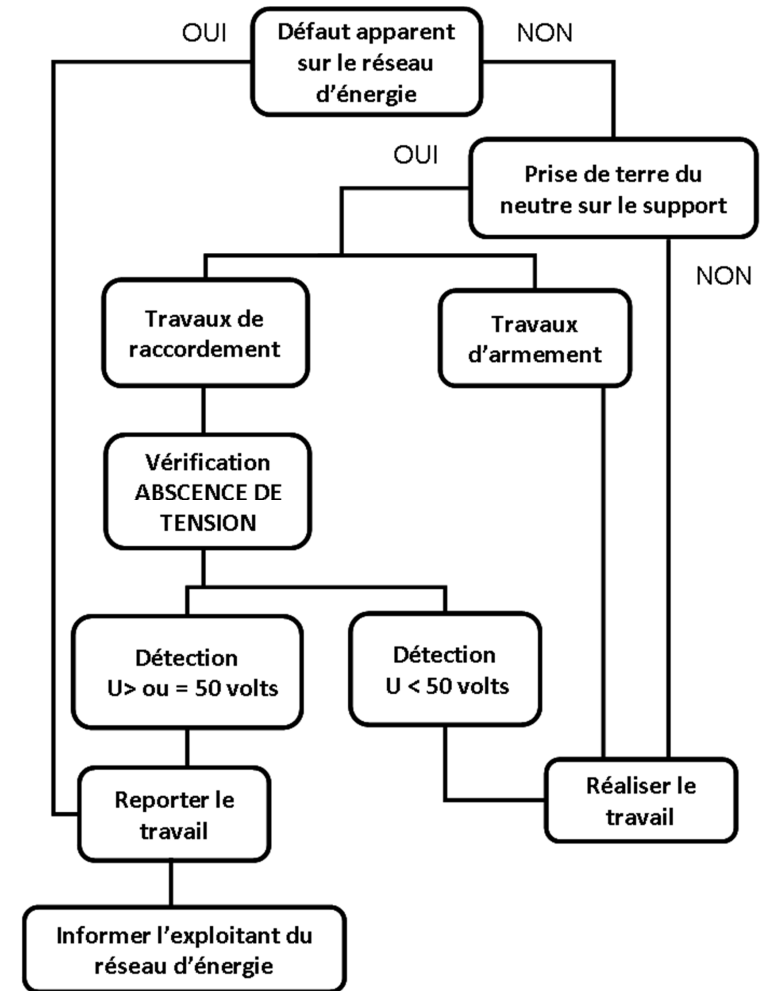 OUI
Défaut apparent
sur le réseau
d'énergie
NON
OUI
Prise de terre du
neutre sur le support
NON
Travaux de
raccordement
Travaux
d'armement
Vérification
ABSCENCE DE
TENSION
Détection
U> ou = 50 volts
Détection
U < 50 volts
Reporter le
travail
Réaliser le
travail
Informer l'exploitant du
réseau d'énergie